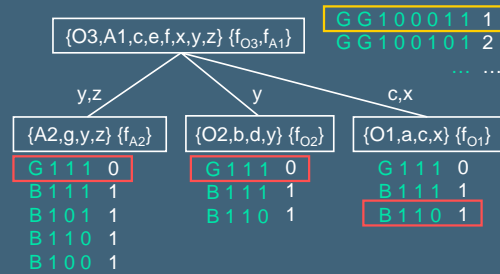 {O3,A1,c,e,f,x,y,z} {fO3,fA1}
G G 1 0 0 0 1 1 1
G G 1 0 0 1 0 1 2
... ...
y,z
y
c,x
{A2,g,y,z} {fA2}
G 1 1 1 0
B 1 1 1 1
B 1 0 1 1
B 1 1 0 1
B 1 0 0 1
{O2,b,d,y} {fO2}
G 1 1 1 0
B 1 1 1 1
B 1 1 0 1
{O1,a,c,x} {fO1}
G 1 1 1 0
B 1 1 1 1
B 1 1 0 1